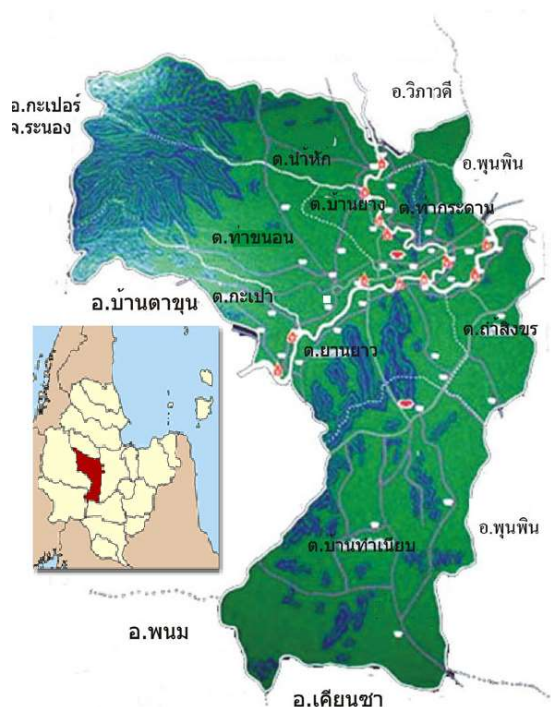 อ.วิภาวดี
อ.กะเปอร์
จ.ระนอง
ต.น้ำหัก
อ.พุนพิน
ต.บ้านยาง
ต.ท่ากระดาน
ต.ท่าขนอน
ต.กะเปา
อ.บ้านตาขุน
ต.ถ้ำสิงขร
ต.ย่านยาว
อ.พุนพิน
ต.บ้านทำเนียบ
อ.พนม
อ.เคียนซา